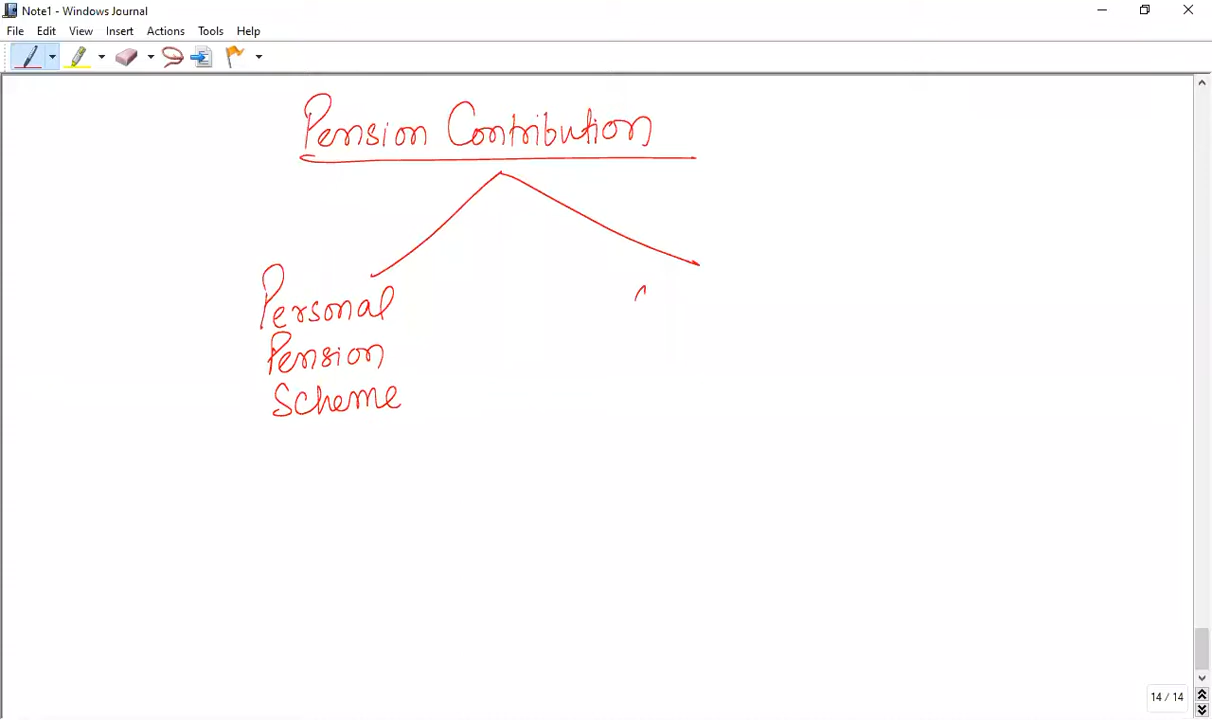 Note1 - Windows Journal
File Edit View Insert Actions Tools Help
Pension Contribution
Personal
Pension
Scheme
14 / 14